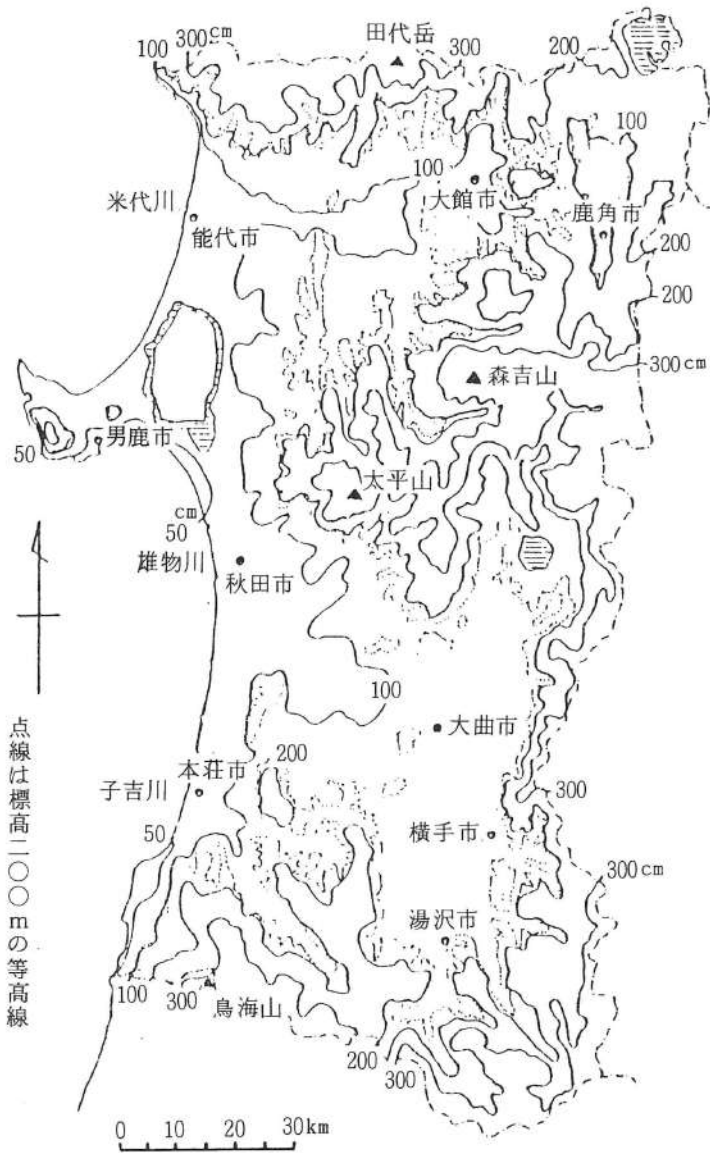 田代岳
100
300cm
300
200
100
100
米代川
大館市
鹿角市
能代市
200
200
300cm
森吉山
50
男鹿市
太平山
cm
50
雄物川
秋田市
100
大曲市
200
本荘市
子吉川
300
50
横手市
300cm
湯沢市
100
300
鳥海山
200
300
点線は標高二〇〇mの等高線
0 10 20 30km